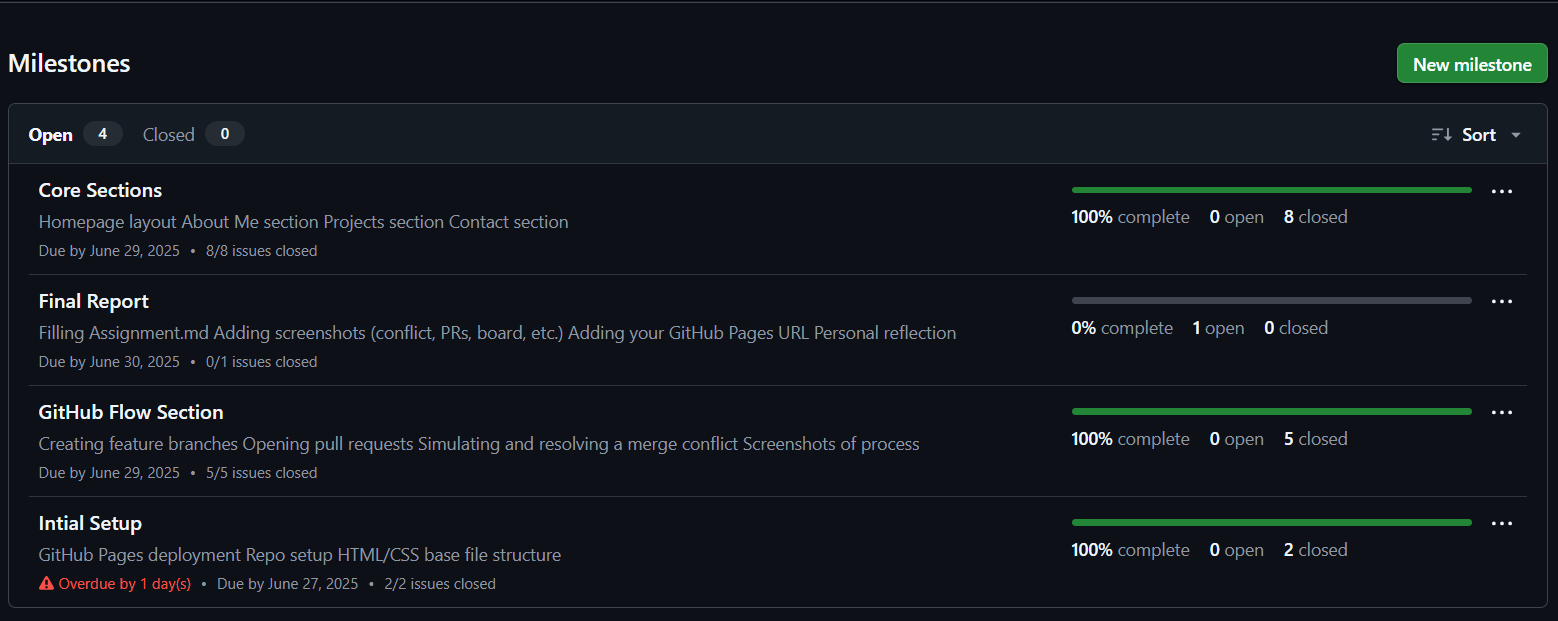 Milestones
New milestone
Open 4 Closed 0 Sort
Core Sections
Homepage layout About Me section Projects section Contact section
Due by June 29, 2025 • 8/8 issues closed
100% complete 0 open 8 closed
Final Report
Filling Assignment.md Adding screenshots (conflict, PRs, board, etc.) Adding your GitHub Pages URL Personal reflection
Due by June 30, 2025 • 0/1 issues closed
0% complete 1 open 0 closed
GitHub Flow Section
Creating feature branches Opening pull requests Simulating and resolving a merge conflict Screenshots of process
Due by June 29, 2025 • 5/5 issues closed
100% complete 0 open 5 closed
Intial Setup
GitHub Pages deployment Repo setup HTML/CSS base file structure
Overdue by 1 day(s) • Due by June 27, 2025 • 2/2 issues closed
100% complete 0 open 2 closed